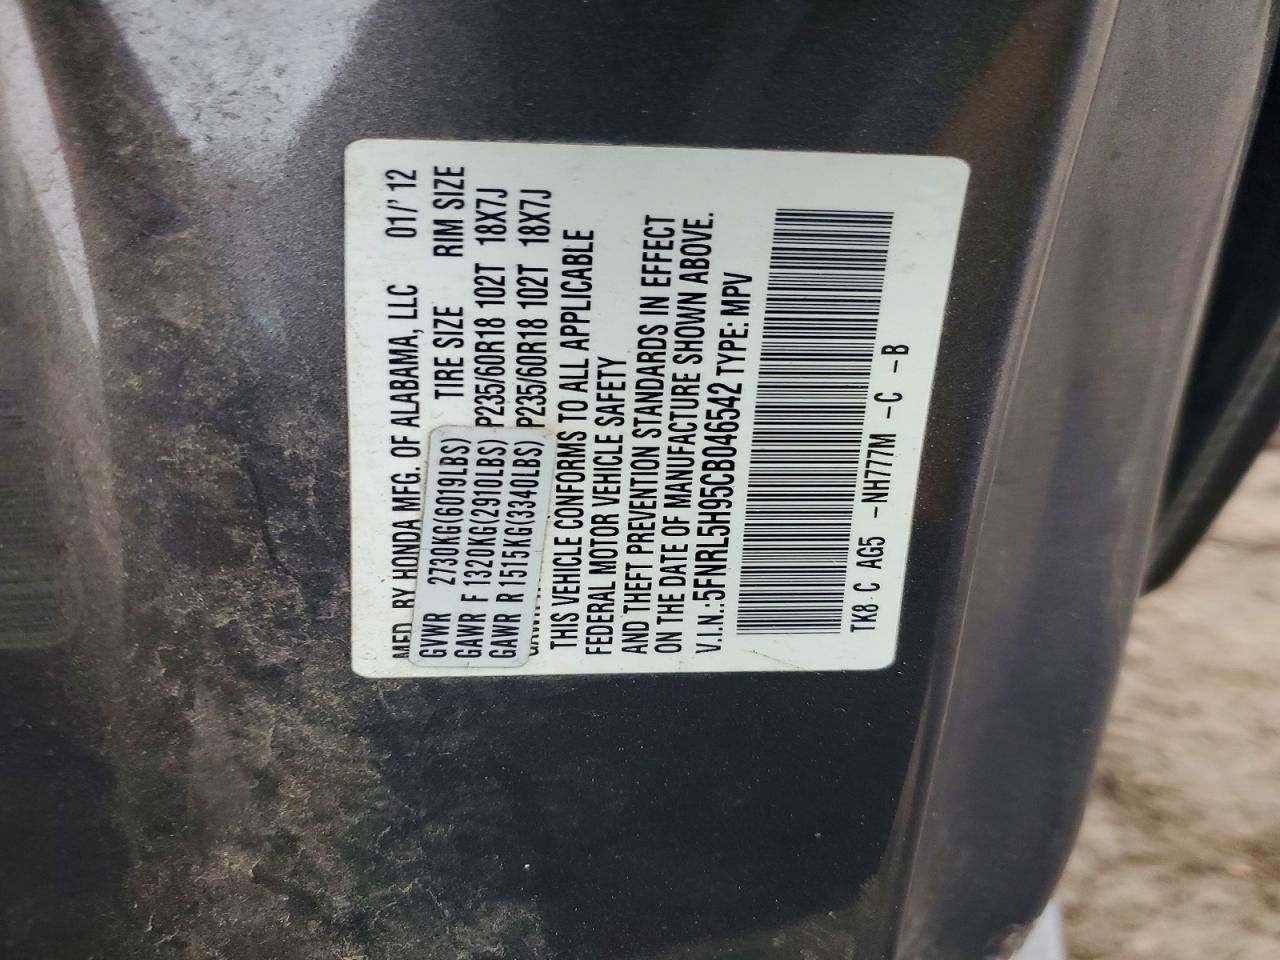 MFD. BY HONDA MFG. OF ALABAMA, LLC 01/'12
TIRE SIZE RIM SIZE
GVWR 2730KG(6019LBS)
GAWR F 1320KG(2910LBS) P235/60R18 102T 18X7J
GAWR R 1515KG(3340LBS) P235/60R18 102T 18X7J
THIS VEHICLE CONFORMS TO ALL APPLICABLE
FEDERAL MOTOR VEHICLE SAFETY
AND THEFT PREVENTION STANDARDS IN EFFECT
ON THE DATE OF MANUFACTURE SHOWN ABOVE.
V.I.N.:5FNRL5H95CB046542 TYPE: MPV
TK8 C AG5 -NH777M -C -B